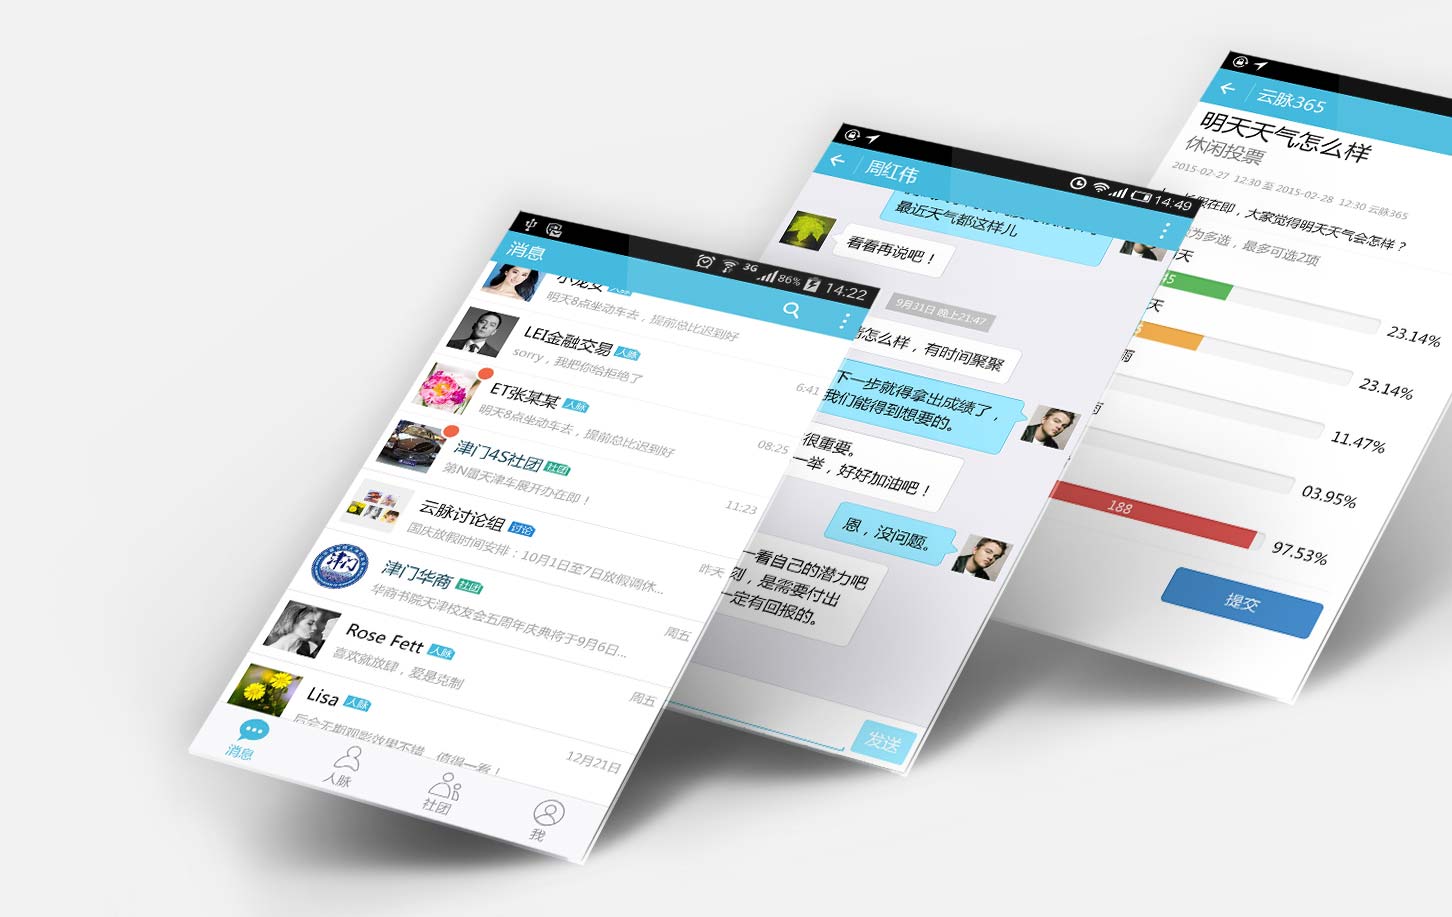 86%
14:22
消息
小龙女 人脉
明天8点坐动车去，提前总比迟到好
LEI金融交易 人脉
sorry，我把你给拒绝了
6:41
ET张某某 人脉
明天8点坐动车去，提前总比迟到好
08:25
津门4S社团 社团
第N届天津车展开办在即！
11:23
云脉讨论组 讨论
国庆放假时间安排：10月1日至7日放假调休...
昨天
津门
津门华商 社团
华商书院天津校友会五周年庆典将于9月6日...
周五
Rose Fett 人脉
喜欢就放肆，爱是克制
周五
Lisa 人脉
后会无期观影效果不错，值得一看！
12月21日
消息
人脉
社团
我
3G
14:49
周红伟
最近天气都这样儿
看看再说吧！
9月31日 晚上21:47
怎么样，有时间聚聚
下一步就得拿出成绩了，
我们能得到想要的。
很重要。
一举，好好加油吧！
恩，没问题。
一看自己的潜力吧
刻，是需要付出
一定有回报的。
发送
云脉365
明天天气怎么样
休闲投票
2015-02-27 12:30 至 2015-02-28 12:30 云脉365
在即，大家觉得明天天气会怎样？
为多选，最多可选2项
天
23.14%
天
23.14%
雨
11.47%
雨
03.95%
188
97.53%
提交